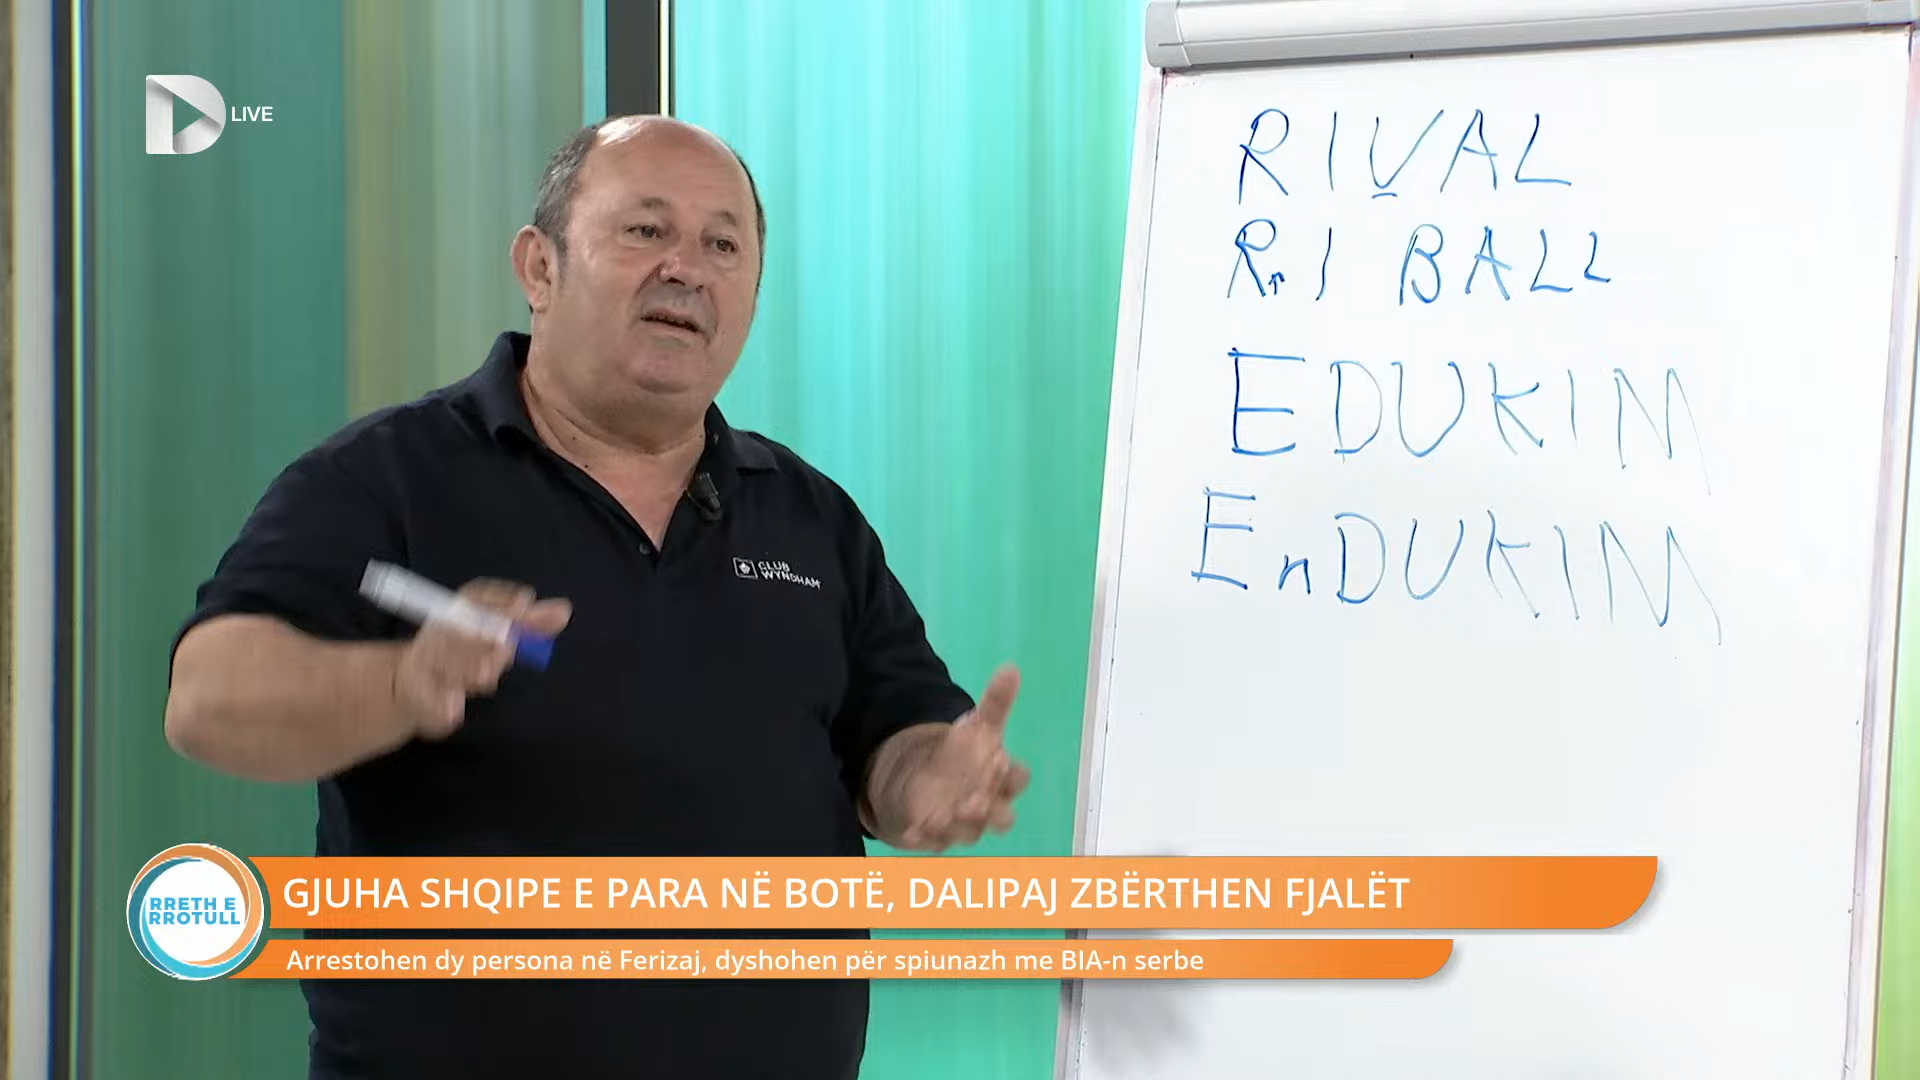 LIVE
RIVAL
Rr I BALL
EDUKIM
EnDUKIM
CLUB
WYNDHAM
RRETH E
RROTULL
GJUHA SHQIPE E PARA NË BOTË, DALIPAJ ZBËRTHEN FJALËT
Arrestohen dy persona në Ferizaj, dyshohen për spiunazh me BIA-n serbe